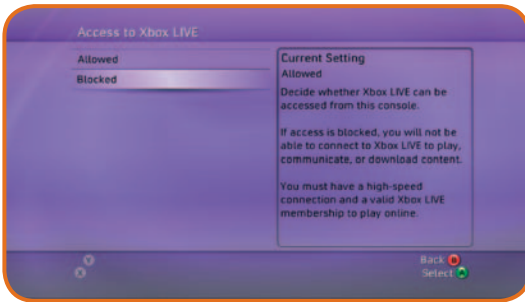 Access to Xbox LIVE
Allowed
Blocked
Current Setting
Allowed
Decide whether Xbox LIVE can be
accessed from this console.
If access is blocked, you will not be
able to connect to Xbox LIVE to play,
communicate, or download content.
You must have a high-speed
connection and a valid Xbox LIVE
membership to play online.
Y
X
Back B
Select A